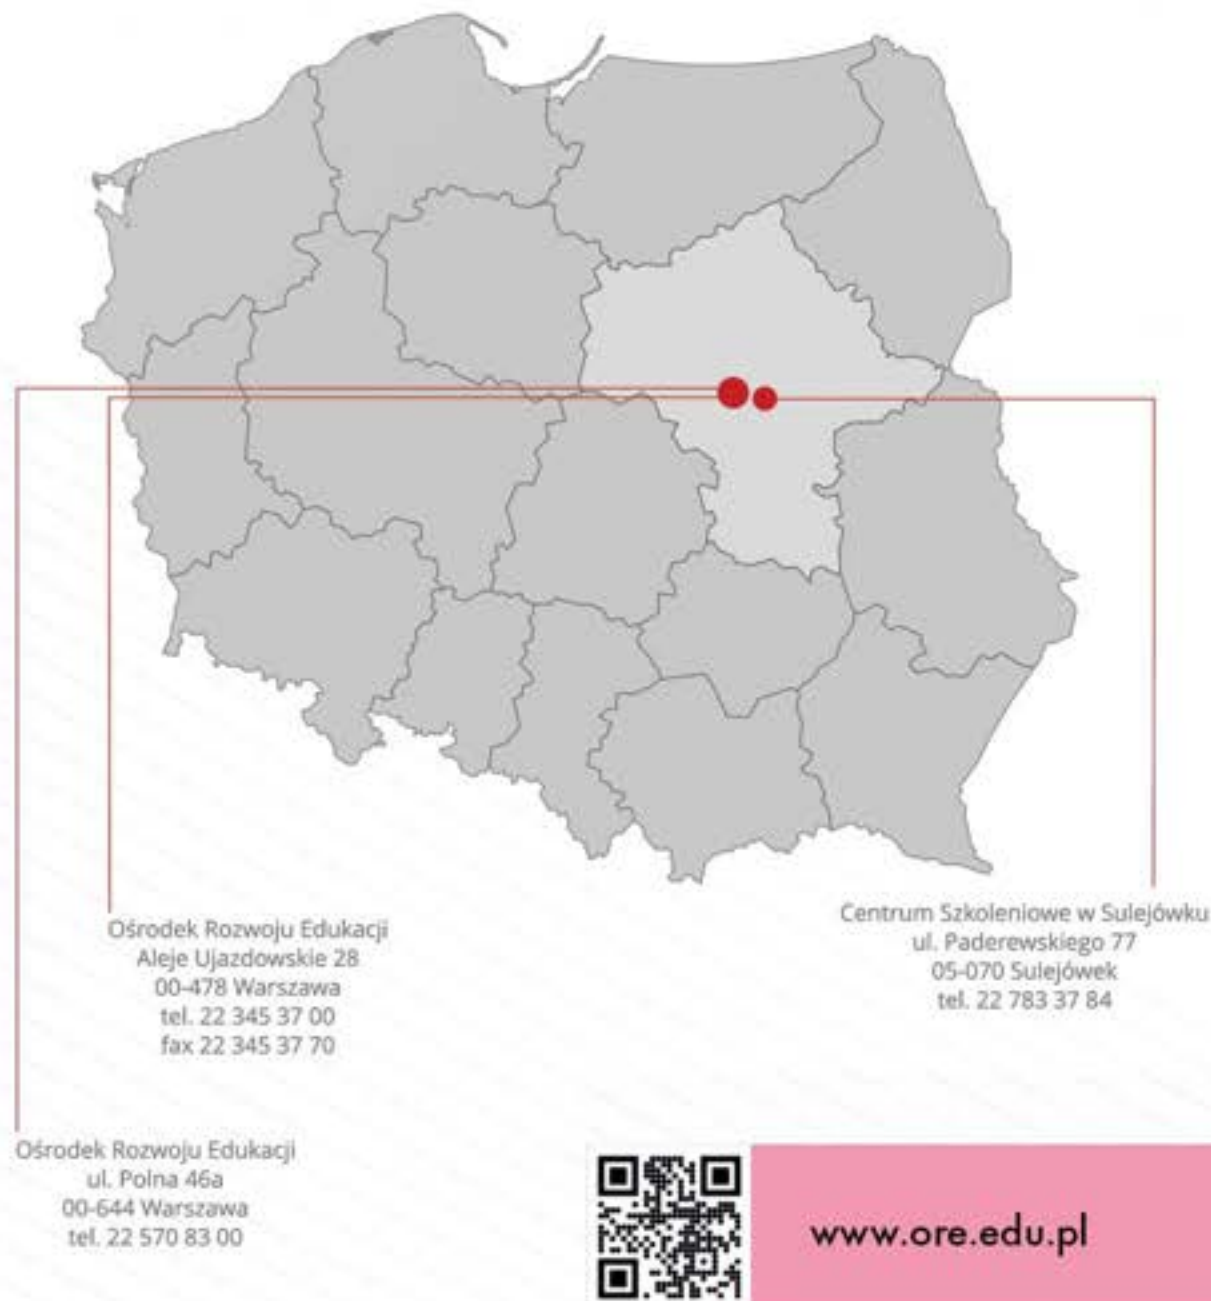 Ośrodek Rozwoju Edukacji
Aleje Ujazdowskie 28
00-478 Warszawa
tel. 22 345 37 00
fax 22 345 37 70
Centrum Szkoleniowe w Sulejówku
ul. Paderewskiego 77
05-070 Sulejówek
tel. 22 783 37 84
Ośrodek Rozwoju Edukacji
ul. Polna 46a
00-644 Warszawa
tel. 22 570 83 00
www.ore.edu.pl